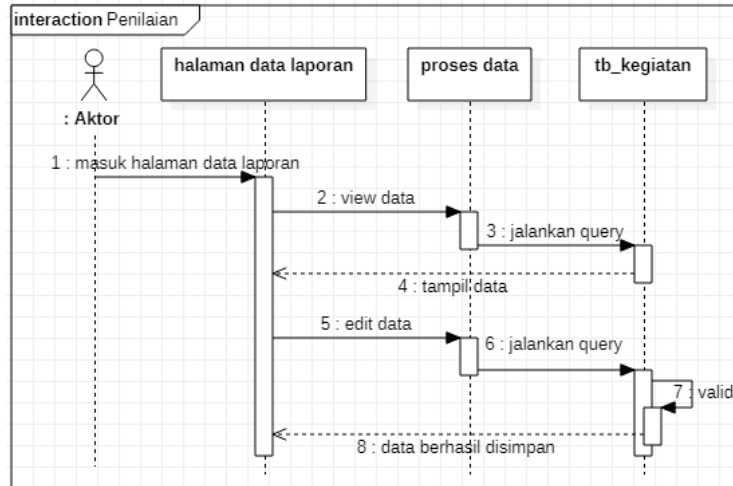 interaction Penilaian
halaman data laporan
proses data
tb_kegiatan
: Aktor
1 : masuk halaman data laporan
2 : view data
3 : jalankan query
4 : tampil data
5 : edit data
6 : jalankan query
7 : valid
8 : data berhasil disimpan